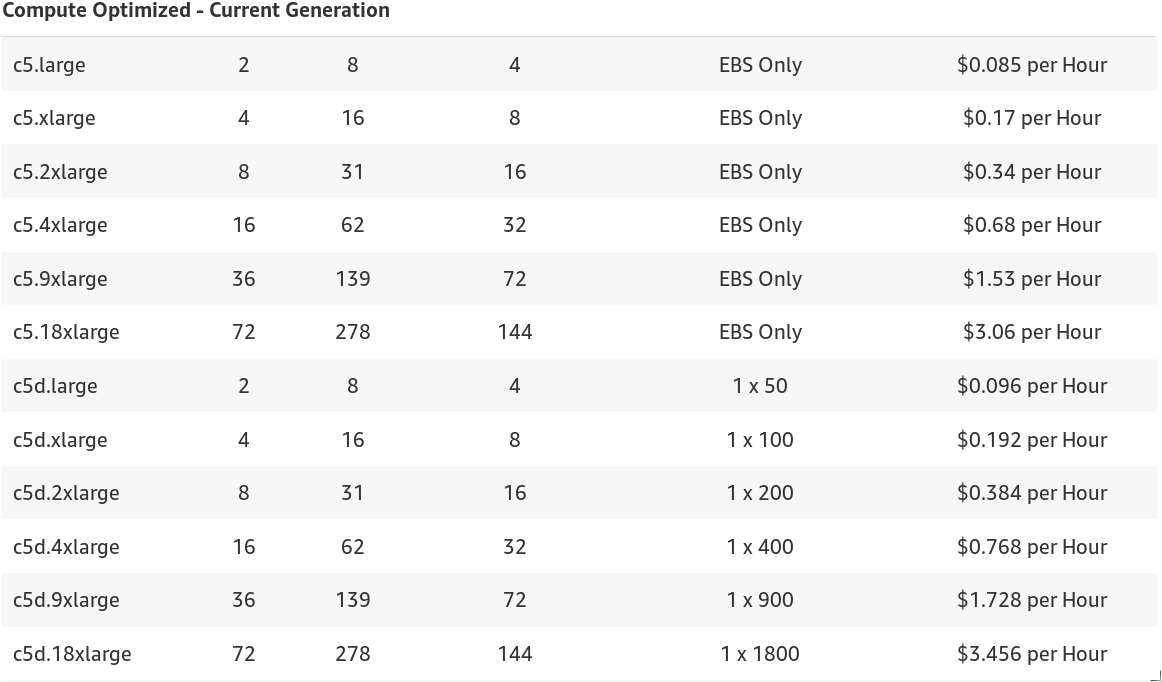 Compute Optimized - Current Generation
c5.large 2 8 4 EBS Only $0.085 per Hour
c5.xlarge 4 16 8 EBS Only $0.17 per Hour
c5.2xlarge 8 31 16 EBS Only $0.34 per Hour
c5.4xlarge 16 62 32 EBS Only $0.68 per Hour
c5.9xlarge 36 139 72 EBS Only $1.53 per Hour
c5.18xlarge 72 278 144 EBS Only $3.06 per Hour
c5d.large 2 8 4 1 x 50 $0.096 per Hour
c5d.xlarge 4 16 8 1 x 100 $0.192 per Hour
c5d.2xlarge 8 31 16 1 x 200 $0.384 per Hour
c5d.4xlarge 16 62 32 1 x 400 $0.768 per Hour
c5d.9xlarge 36 139 72 1 x 900 $1.728 per Hour
c5d.18xlarge 72 278 144 1 x 1800 $3.456 per Hour